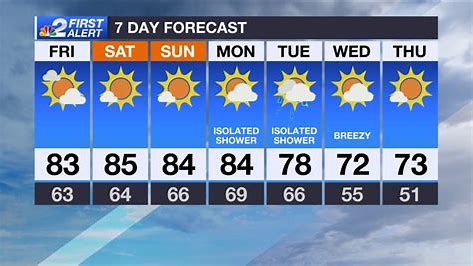 2 FIRST ALERT 7 DAY FORECAST
FRI SAT SUN MON TUE WED THU
ISOLATED SHOWER ISOLATED SHOWER BREEZY
83 85 84 84 78 72 73
63 64 66 69 66 55 51